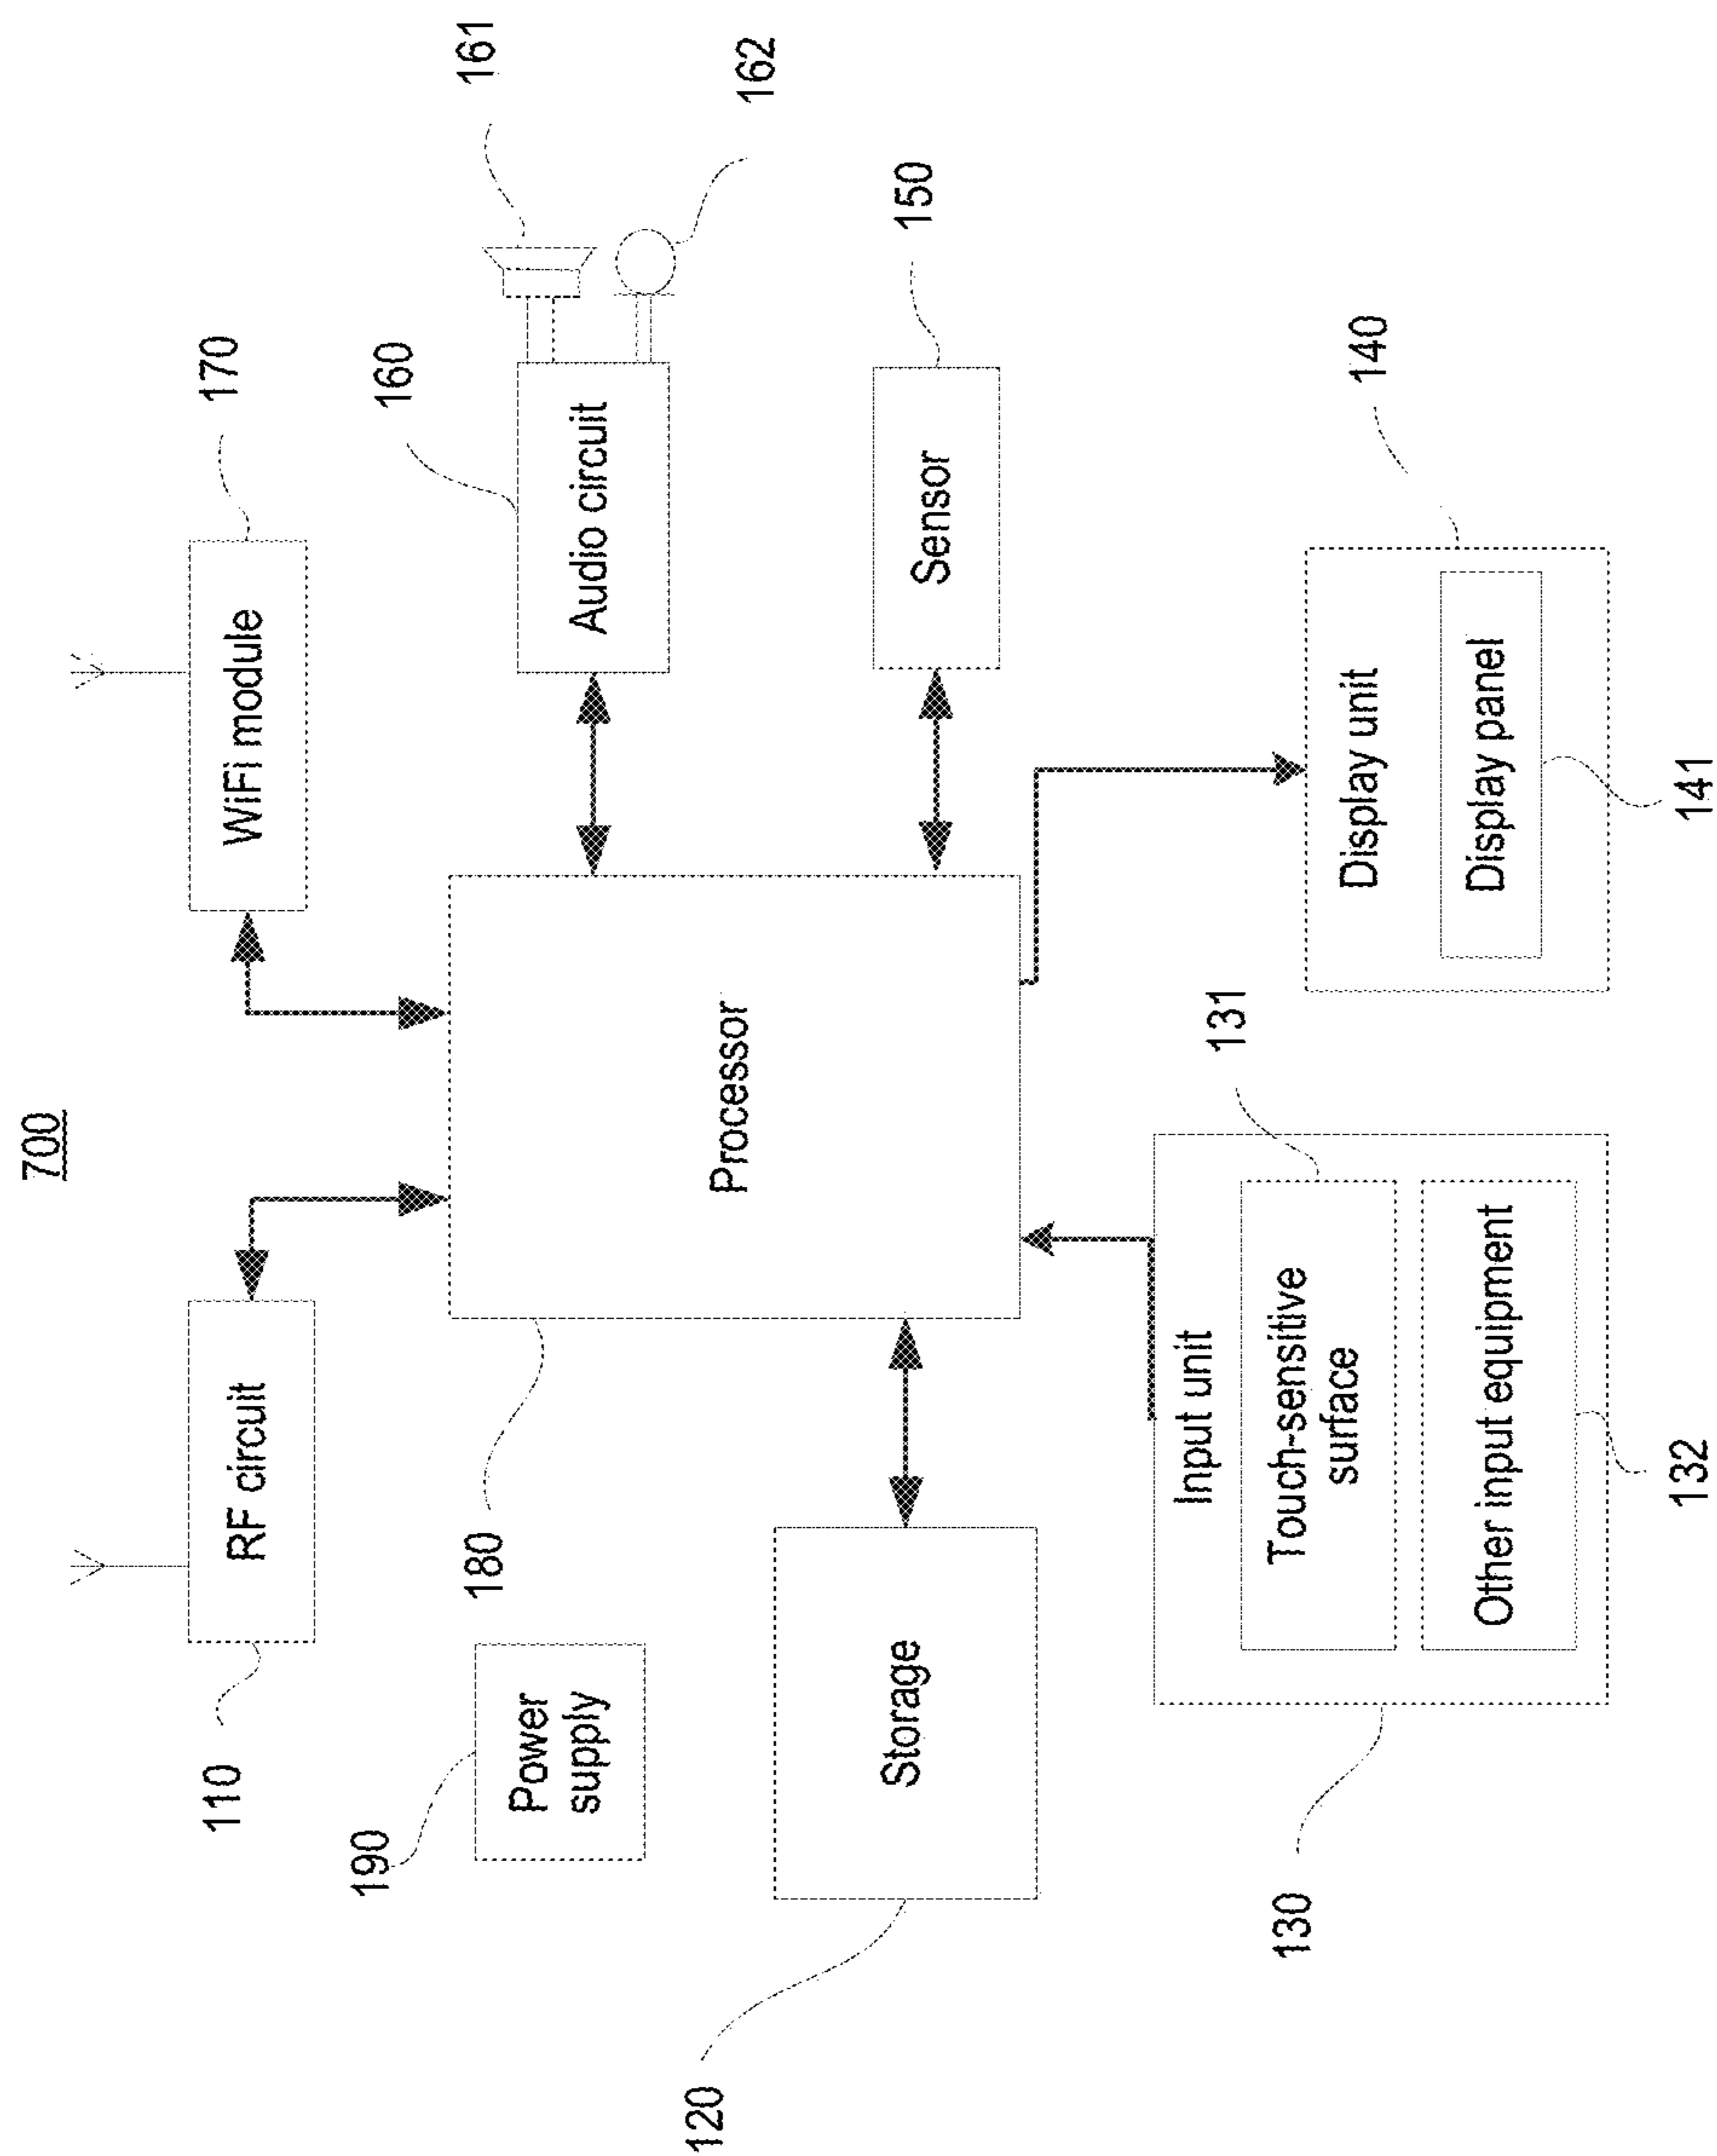 700
110
RF circuit
WiFi module
170
190
Power
supply
180
Processor
160
Audio circuit
161
162
120
Storage
Sensor
150
130
Input unit
Touch-sensitive
surface
131
Other input equipment
132
Display unit
140
Display panel
141